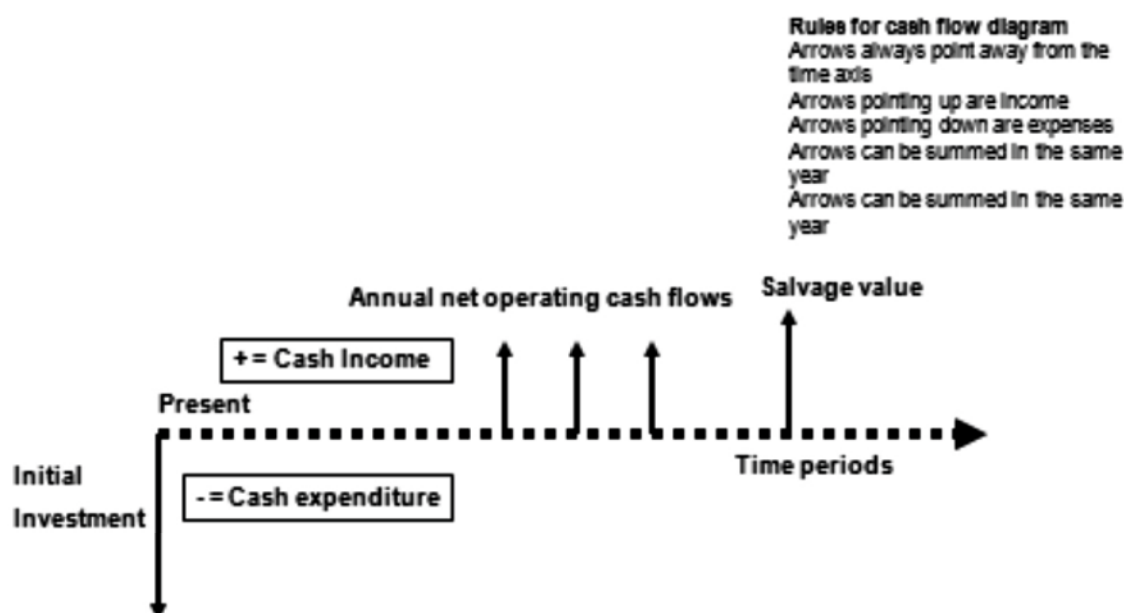 Rules for cash flow diagram
Arrows always point away from the
time axis
Arrows pointing up are income
Arrows pointing down are expenses
Arrows can be summed in the same
year
Arrows can be summed in the same
year
Annual net operating cash flows
Salvage value
+ = Cash Income
Present
Time periods
Initial
Investment
- = Cash expenditure